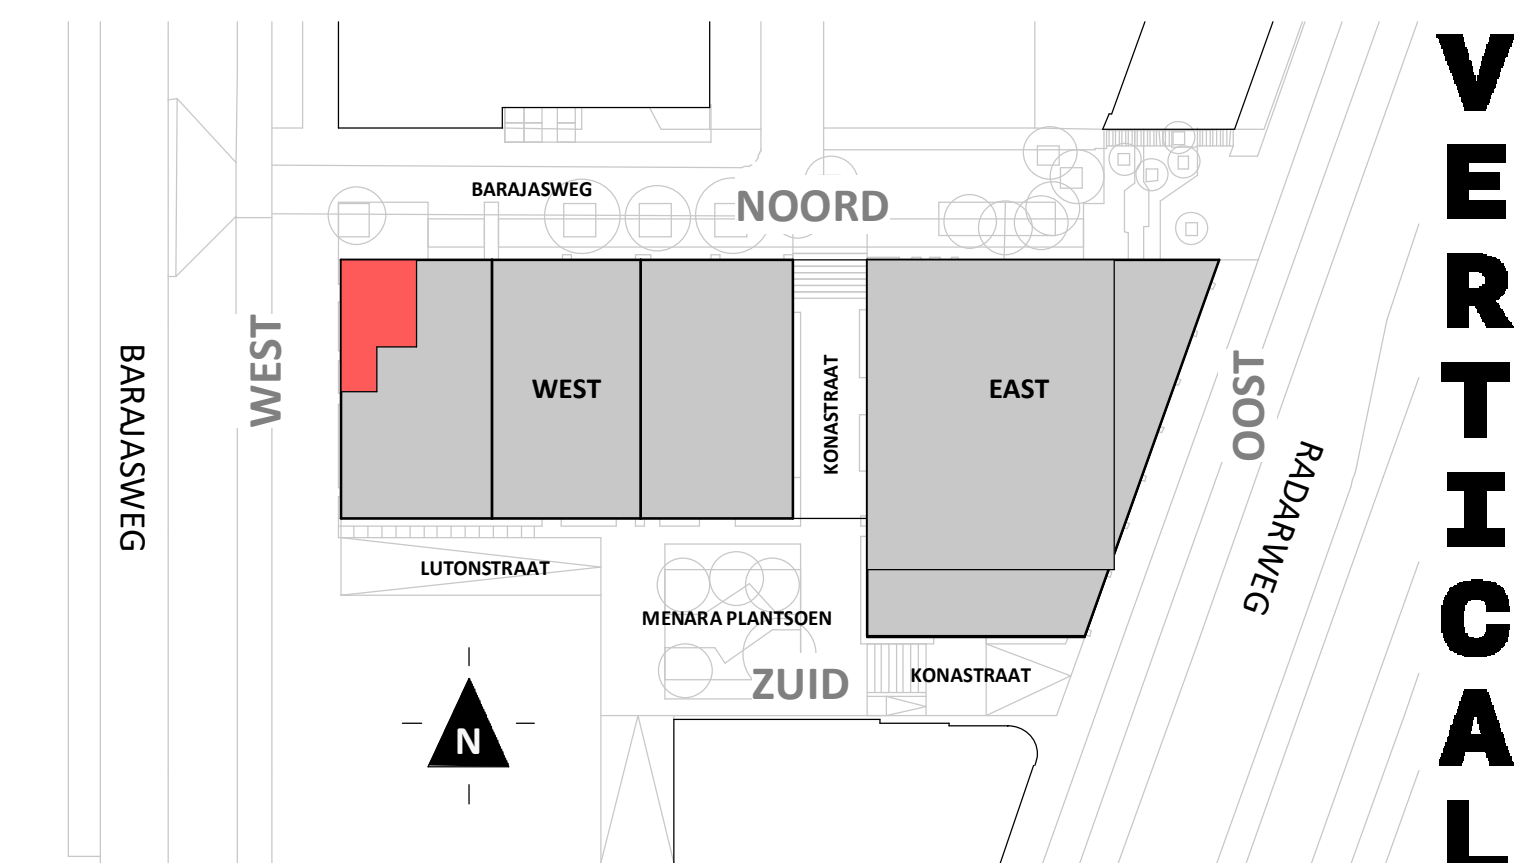 BARAJASWEG
NOORD
WEST
BARAJASWEG
WEST
KONASTRAAT
EAST
OOST
RADARWEG
LUTONSTRAAT
MENARA PLANTSOEN
ZUID
KONASTRAAT
N
VERTICAL